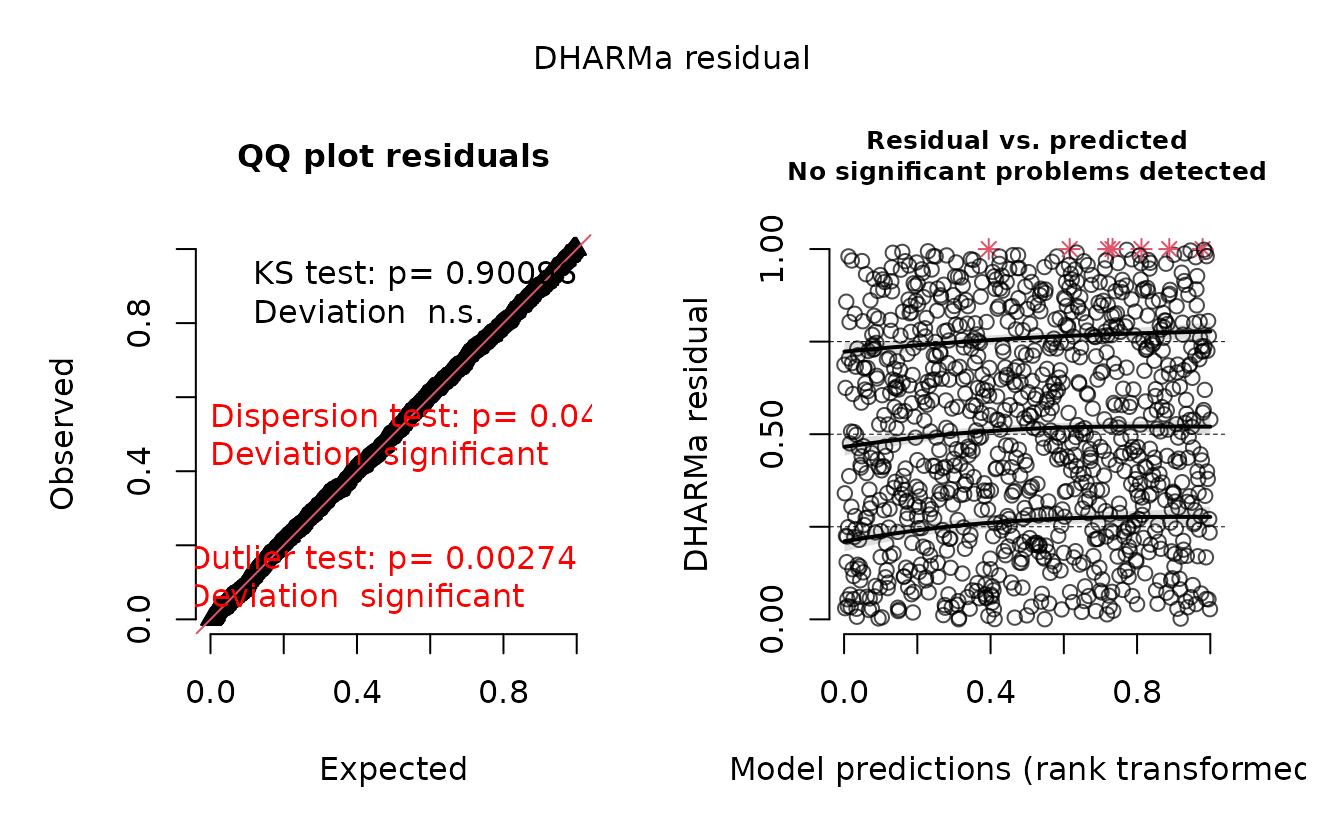 DHARMa residual
QQ plot residuals
KS test: p= 0.90096
Deviation n.s.
Dispersion test: p= 0.04
Deviation significant
Outlier test: p= 0.00274
Deviation significant
Observed
0.0
0.4
0.8
0.0
0.4
0.8
Expected
Residual vs. predicted
No significant problems detected
DHARMa residual
0.00
0.50
1.00
0.0
0.4
0.8
Model predictions (rank transformed